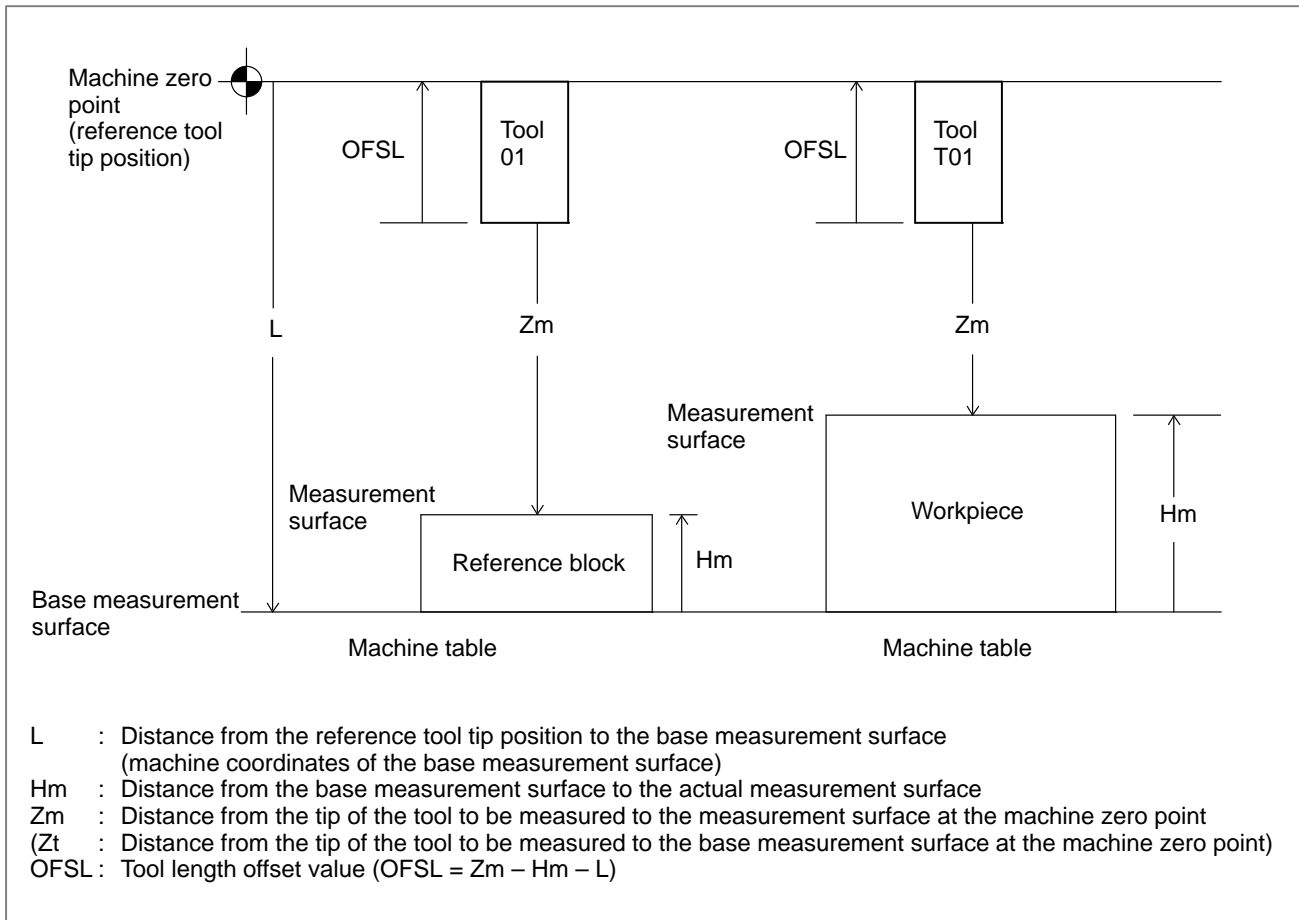 Machine zero
point
(reference tool
tip position)
OFSL
Tool
01
OFSL
Tool
T01
L
Zm
Zm
Measurement
surface
Measurement
surface
Workpiece
Hm
Reference block
Hm
Base measurement
surface
Machine table
Machine table
L : Distance from the reference tool tip position to the base measurement surface
(machine coordinates of the base measurement surface)
Hm : Distance from the base measurement surface to the actual measurement surface
Zm : Distance from the tip of the tool to be measured to the measurement surface at the machine zero point
(Zt : Distance from the tip of the tool to be measured to the base measurement surface at the machine zero point)
OFSL : Tool length offset value (OFSL = Zm – Hm – L)